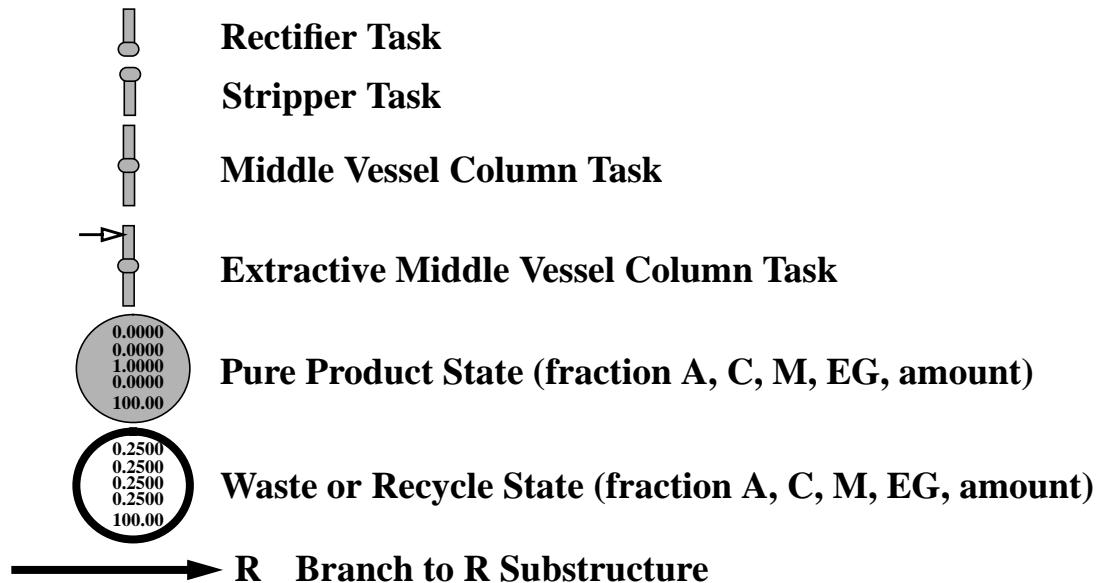 Rectifier Task
Stripper Task
Middle Vessel Column Task
Extractive Middle Vessel Column Task
0.0000
0.0000
1.0000
0.0000
100.00
Pure Product State (fraction A, C, M, EG, amount)
0.2500
0.2500
0.2500
0.2500
100.00
Waste or Recycle State (fraction A, C, M, EG, amount)
R Branch to R Substructure